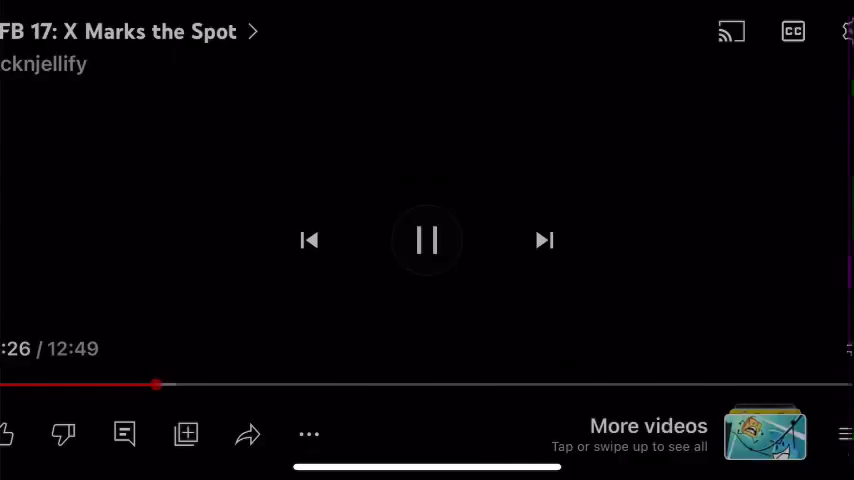 FB 17: X Marks the Spot
cknjellify
CC
:26 / 12:49
More videos
Tap or swipe up to see all